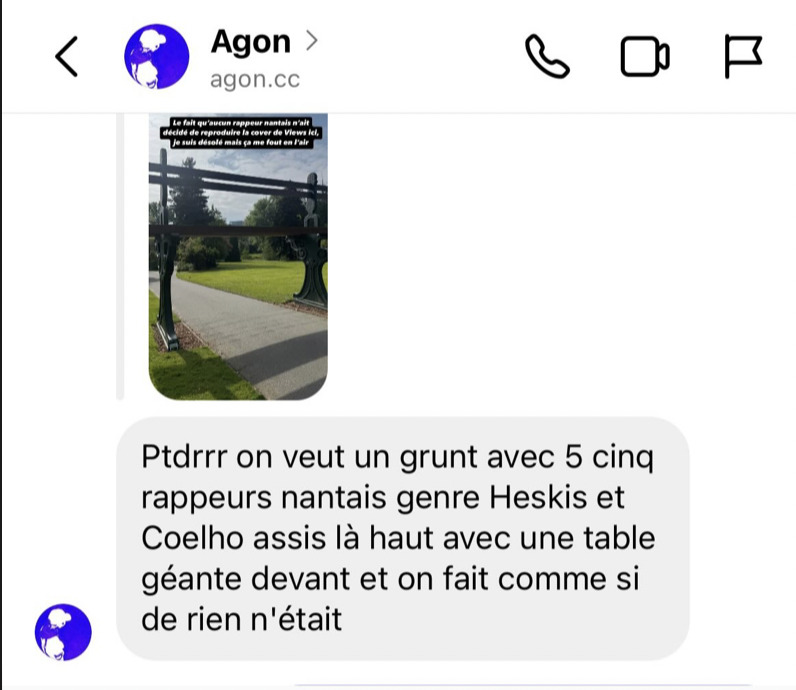 Agon
agon.cc
Le fait qu'aucun rappeur nantais n'ait
décidé de reproduire la cover de Views ici,
je suis désolé mais ça me fout en l'air
Ptdrrr on veut un grunt avec 5 cinq
rappeurs nantais genre Heskis et
Coelho assis là haut avec une table
géante devant et on fait comme si
de rien n'était